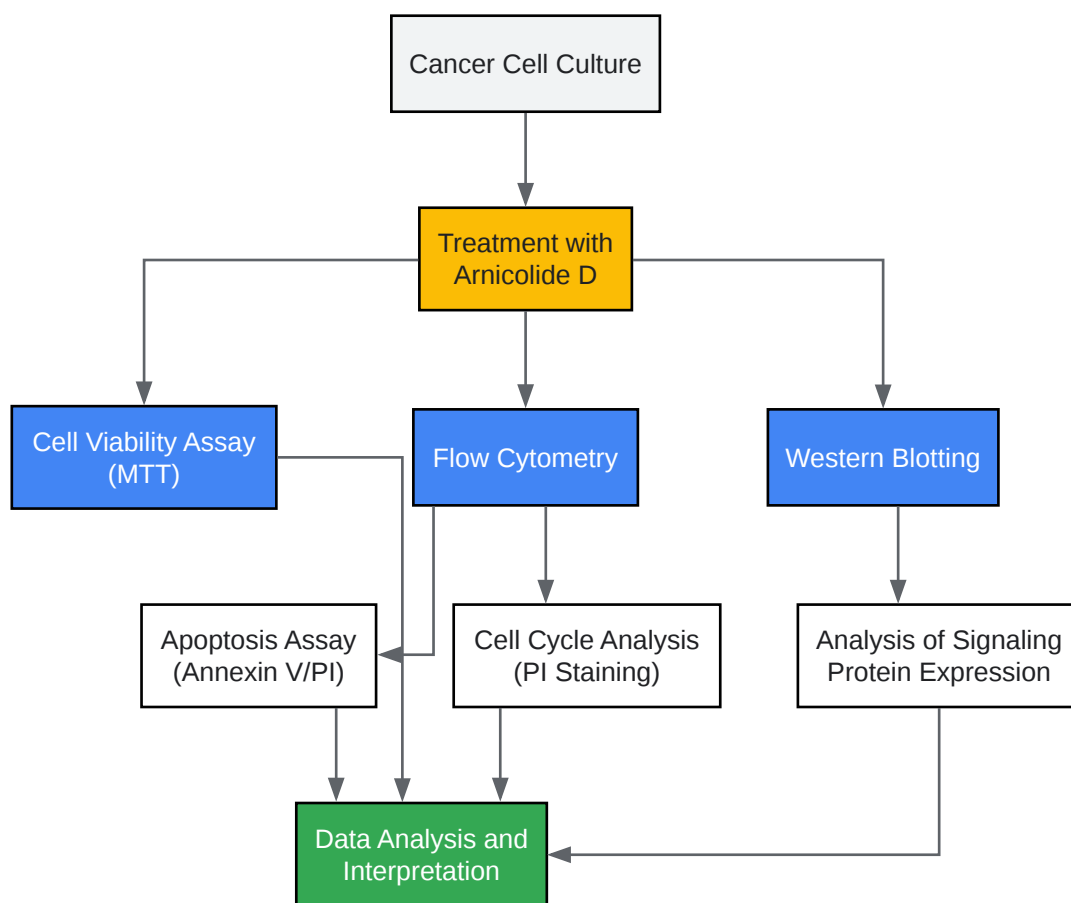 Cancer Cell Culture
Treatment with
Arnicolide D
Cell Viability Assay
(MTT)
Flow Cytometry
Western Blotting
Apoptosis Assay
(Annexin V/PI)
Cell Cycle Analysis
(PI Staining)
Analysis of Signaling
Protein Expression
Data Analysis and
Interpretation